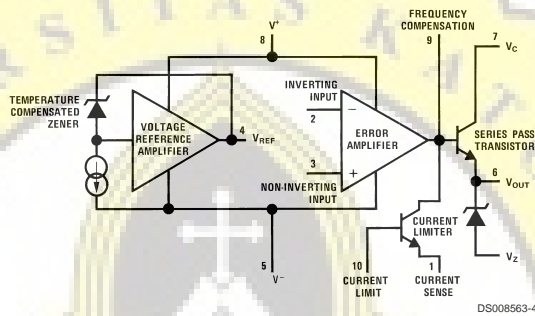 FREQUENCY
COMPENSATION
V+
8
9
7
VC
INVERTING
INPUT
2
TEMPERATURE
COMPENSATED
ZENER
VOLTAGE
REFERENCE
AMPLIFIER
4
VREF
−
ERROR
AMPLIFIER
SERIES PASS
TRANSISTOR
3
+
NON-INVERTING
INPUT
6
VOUT
CURRENT
LIMITER
5
V−
10
CURRENT
LIMIT
1
CURRENT
SENSE
VZ
DS008563-4